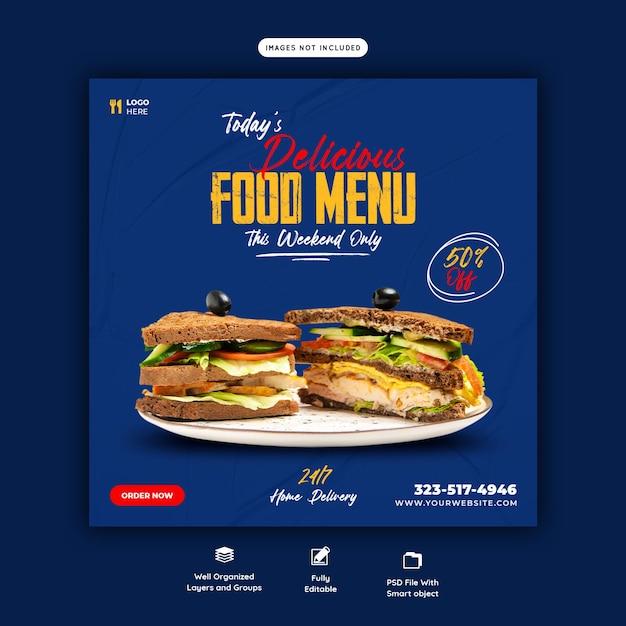 IMAGES NOT INCLUDED
LOGO
HERE
Today's
Delicious
FOOD MENU
This Weekend Only
50%
Off
24/7
Home Delivery
ORDER NOW
323-517-4946
WWW.YOURWEBSITE.COM
Well Organized
Layers and Groups
Fully
Editable
PSD File With
Smart object